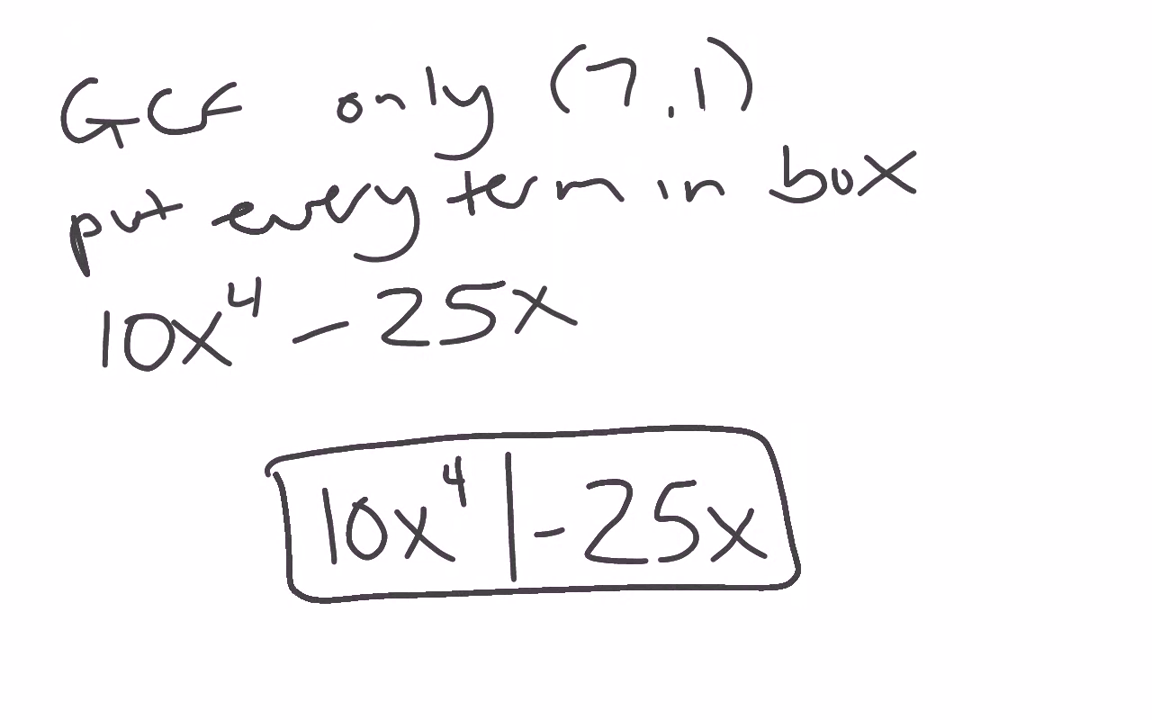 GCF only (7,1)
put every term in box
10x⁴ - 25x
10x⁴ | - 25x